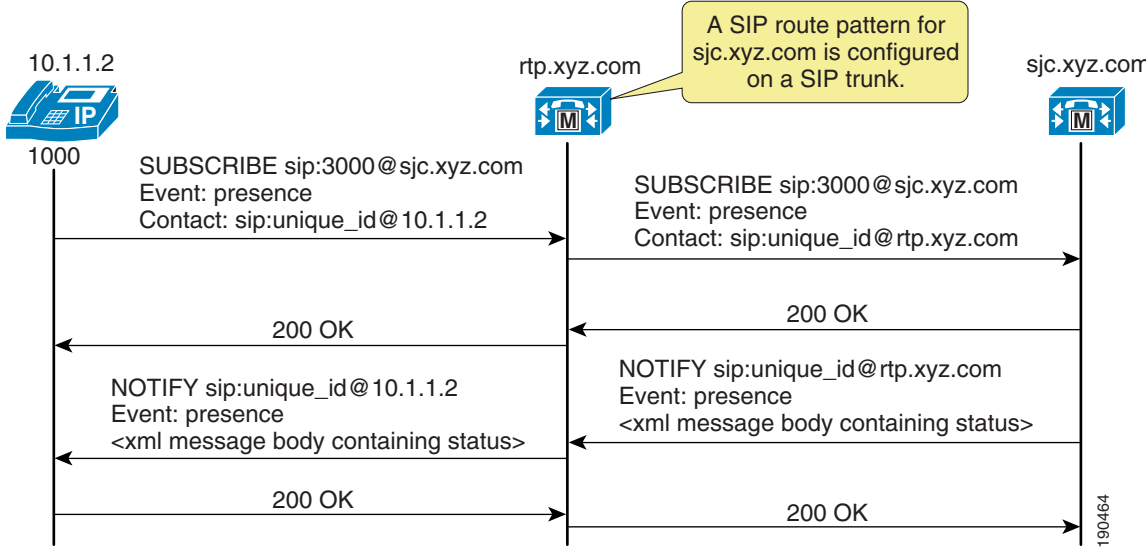 A SIP route pattern for
sjc.xyz.com is configured
on a SIP trunk.
10.1.1.2
rtp.xyz.com
sjc.xyz.com
IP
M
M
1000
SUBSCRIBE sip:3000@sjc.xyz.com
Event: presence
Contact: sip:unique_id@10.1.1.2
SUBSCRIBE sip:3000@sjc.xyz.com
Event: presence
Contact: sip:unique_id@rtp.xyz.com
200 OK
200 OK
NOTIFY sip:unique_id@10.1.1.2
Event: presence
<xml message body containing status>
NOTIFY sip:unique_id@rtp.xyz.com
Event: presence
<xml message body containing status>
200 OK
200 OK
190464